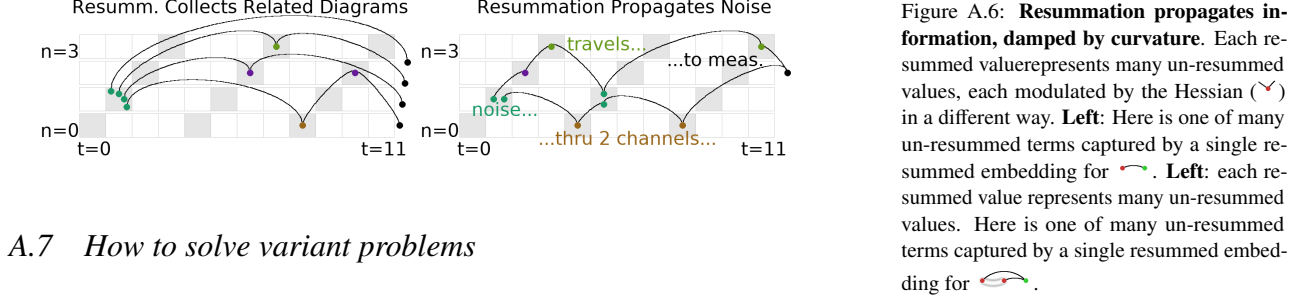 Resumm. Collects Related Diagrams
n=3
n=0
t=0
t=11
Resummation Propagates Noise
n=3
travels...
...to meas.
noise...
n=0
...thru 2 channels...
t=0
t=11
A.7 How to solve variant problems
Figure A.6: Resummation propagates in-
formation, damped by curvature. Each re-
summed valuerepresents many un-resummed
values, each modulated by the Hessian ( )
in a different way. Left: Here is one of many
un-resummed terms captured by a single re-
summed embedding for . Left: each re-
summed value represents many un-resummed
values. Here is one of many un-resummed
terms captured by a single resummed embed-
ding for .